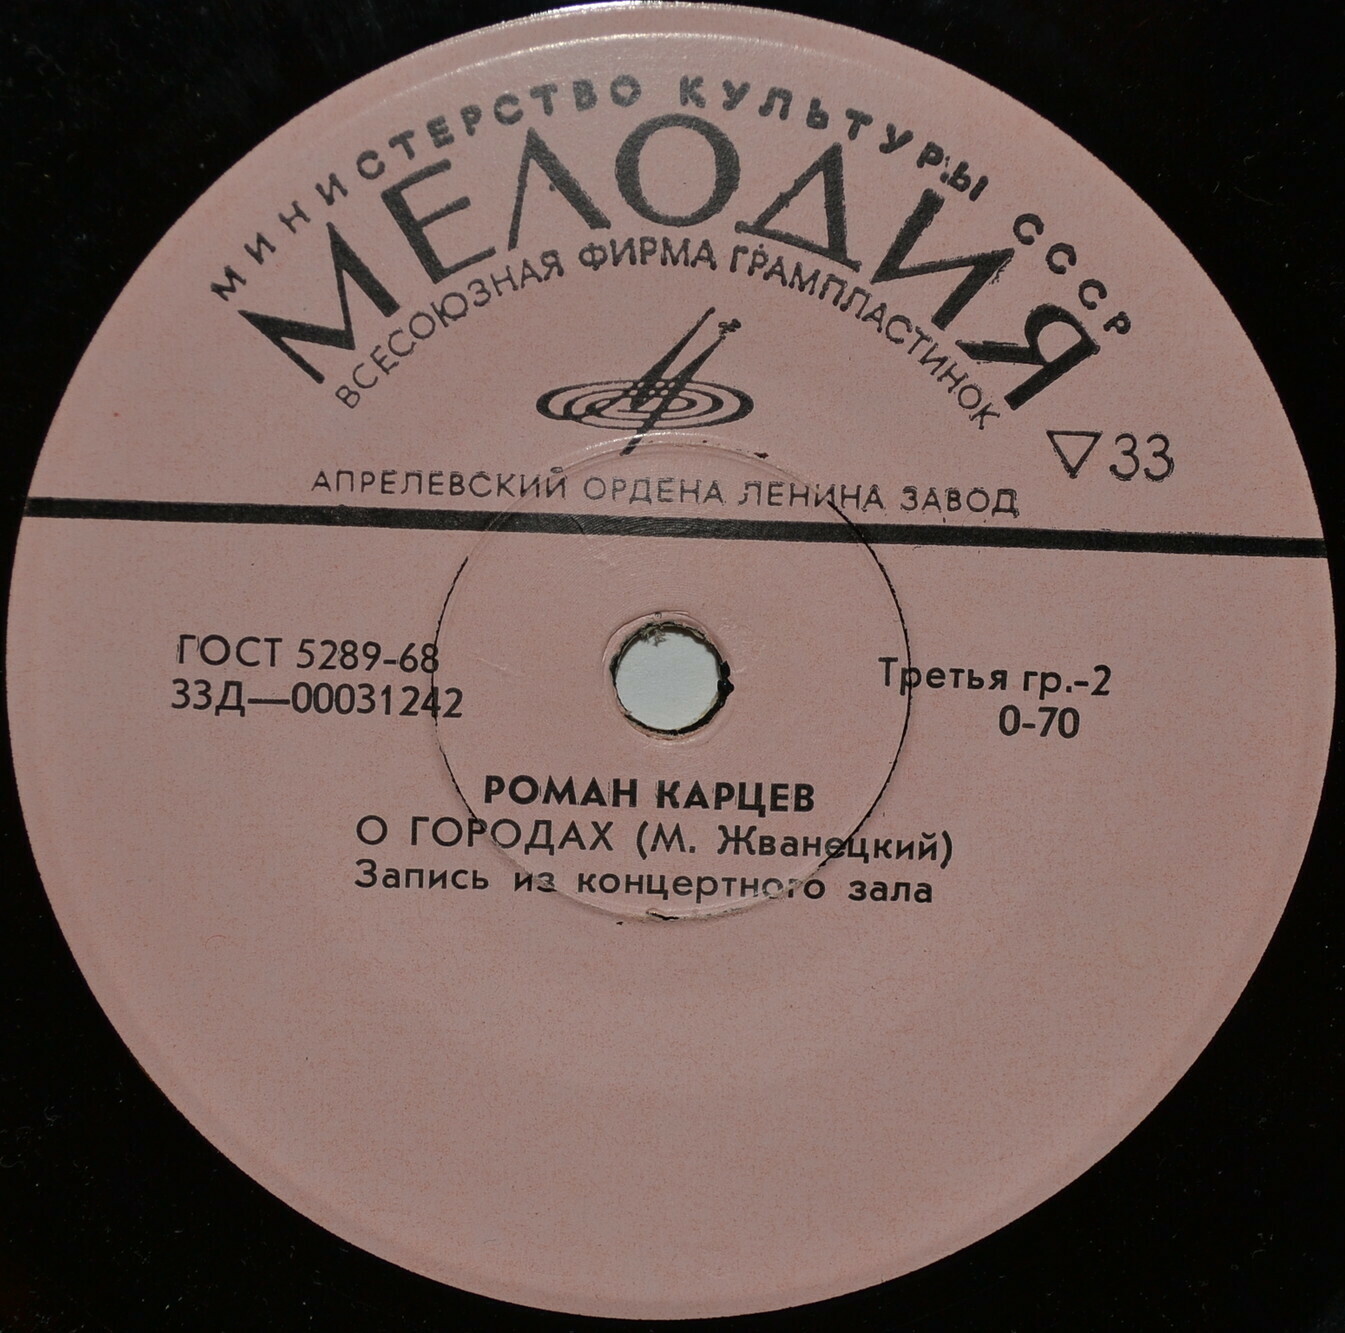 МИНИСТЕРСТВО КУЛЬТУРЫ СССР
МЕЛОДИЯ
ВСЕСОЮЗНАЯ ФИРМА ГРАМПЛАСТИНОК
▽33
АПРЕЛЕВСКИЙ ОРДЕНА ЛЕНИНА ЗАВОД
ГОСТ 5289-68
33Д—00031242
Третья гр.-2
0-70
РОМАН КАРЦЕВ
О ГОРОДАХ (М. Жванецкий)
Запись из концертного зала